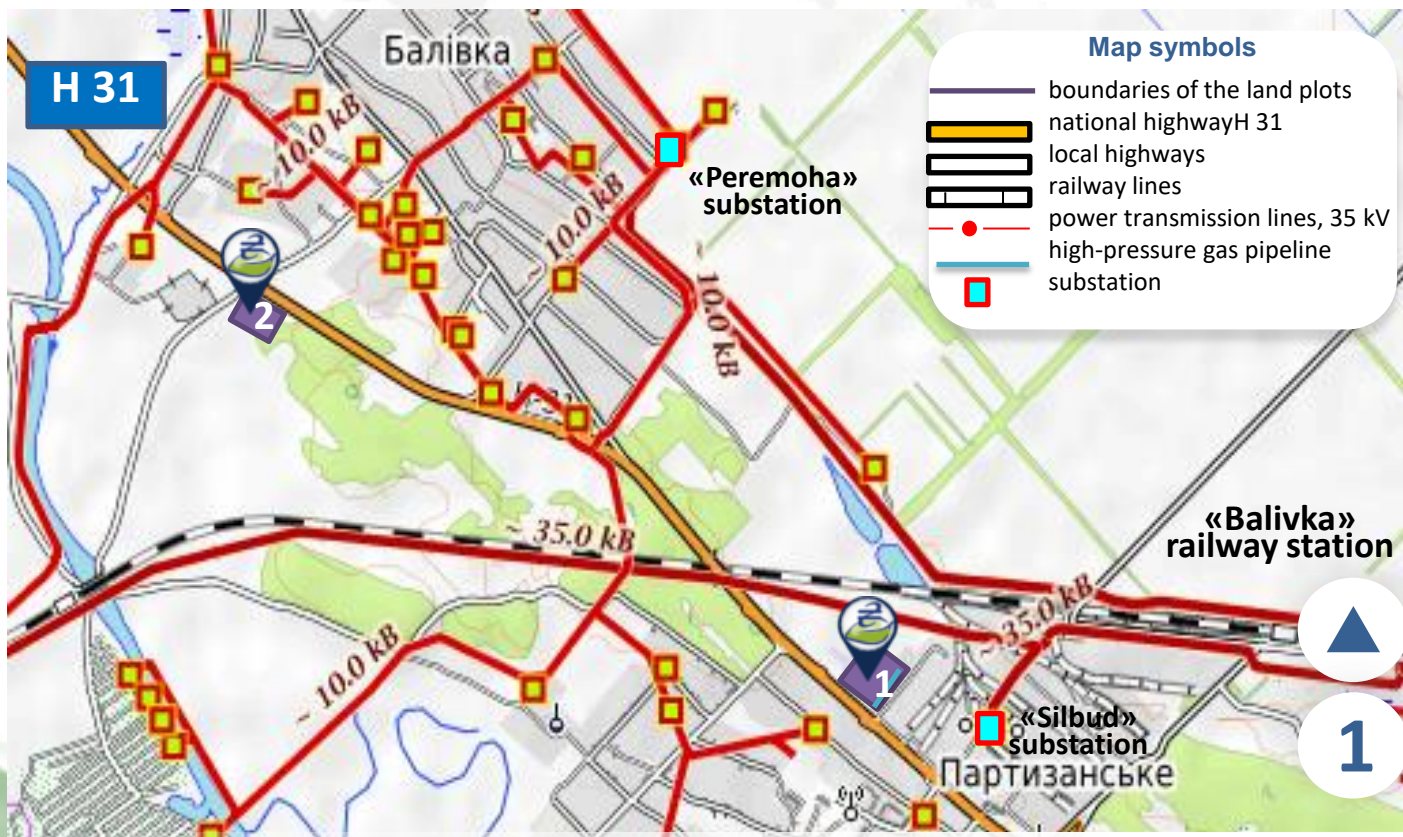 Балівка
H 31
Map symbols
boundaries of the land plots
national highwayH 31
local highways
railway lines
power transmission lines, 35 kV
high-pressure gas pipeline
substation
~ 10.0 kB
«Peremoha»
substation
~ 10.0 kB
~ 10.0 kB
2
~ 35.0 kB
«Balivka»
railway station
~ 35.0 kB
~ 10.0 kB
1
«Silbud»
substation
Партизанське
1